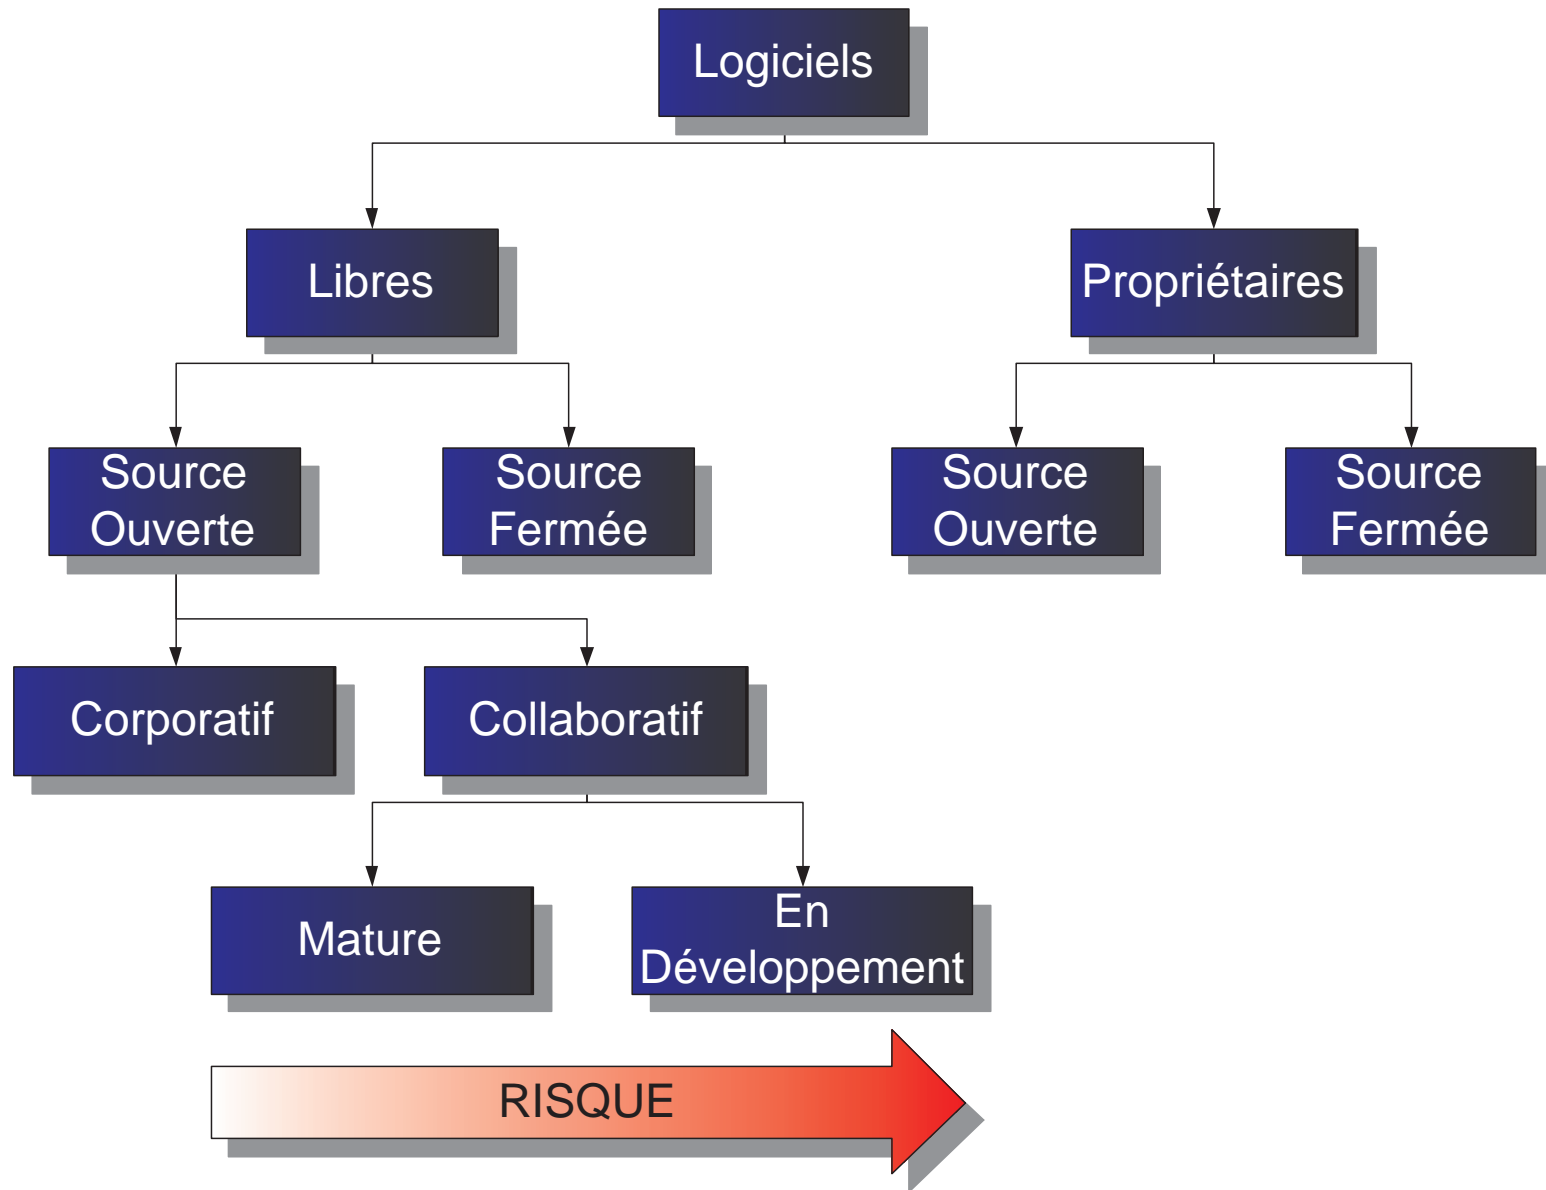 Logiciels
Libres
Propriétaires
Source
Ouverte
Source
Fermée
Source
Ouverte
Source
Fermée
Corporatif
Collaboratif
Mature
En
Développement
RISQUE